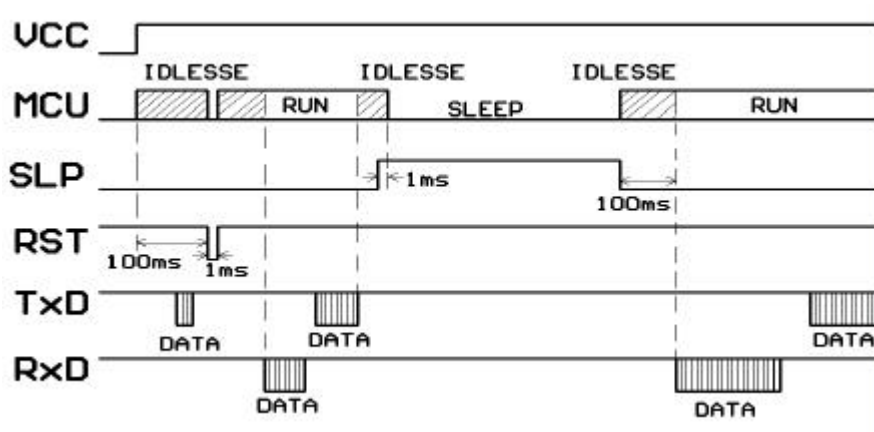 VCC
IDLESSE IDLESSE IDLESSE
MCU RUN SLEEP RUN
SLP 1ms
100ms
RST
100ms 1ms
TxD
DATA DATA DATA
RxD
DATA DATA